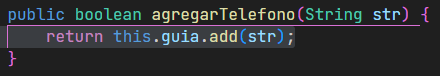 public boolean agregarTelefono(String str) {
    return this.guia.add(str);
}